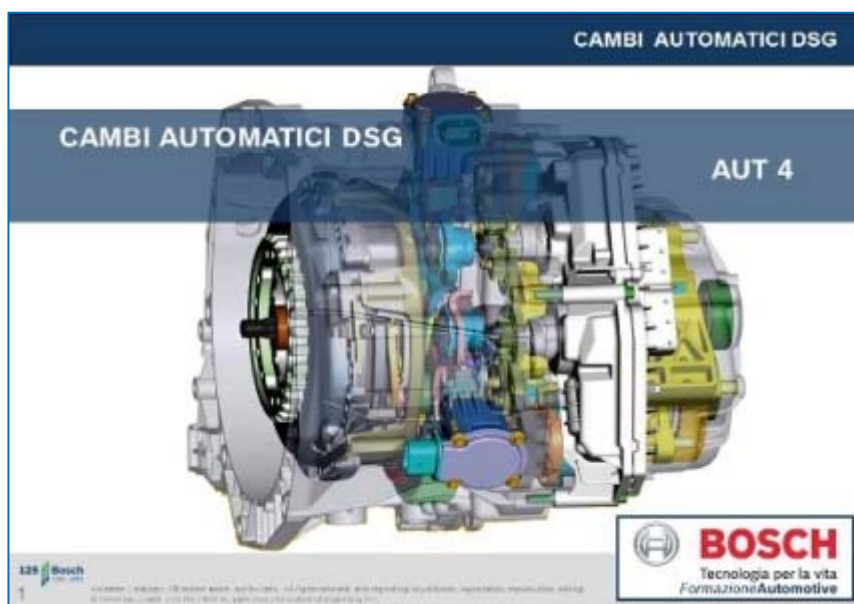 CAMBI AUTOMATICI DSG
CAMBI AUTOMATICI DSG
AUT 4
125 Bosch
1
BOSCH
Tecnologia per la vita
FormazioneAutomotive